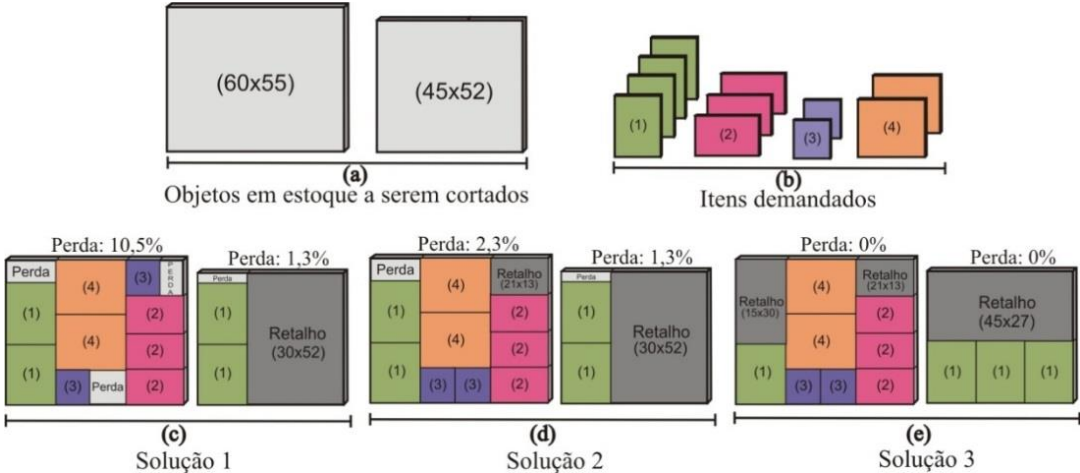 (60x55)
(45x52)
(1)
(2)
(3)
(4)
(a)
Objetos em estoque a serem cortados
(b)
Itens demandados
Perda: 10,5%
Perda: 1,3%
Perda
(4)
(3)
PERDA
(1)
(2)
(4)
(2)
(1)
(3)
Perda
(2)
Perda
(1)
Retalho
(30x52)
(1)
(c)
Solução 1
Perda: 2,3%
Perda: 1,3%
Perda
(4)
Retalho
(21x13)
(1)
(2)
(4)
(2)
(1)
(3)
(3)
(2)
Perda
(1)
Retalho
(30x52)
(1)
(d)
Solução 2
Perda: 0%
Perda: 0%
Retalho
(15x30)
(4)
Retalho
(21x13)
(2)
(4)
(2)
(1)
(3)
(3)
(2)
Retalho
(45x27)
(1)
(1)
(1)
(e)
Solução 3